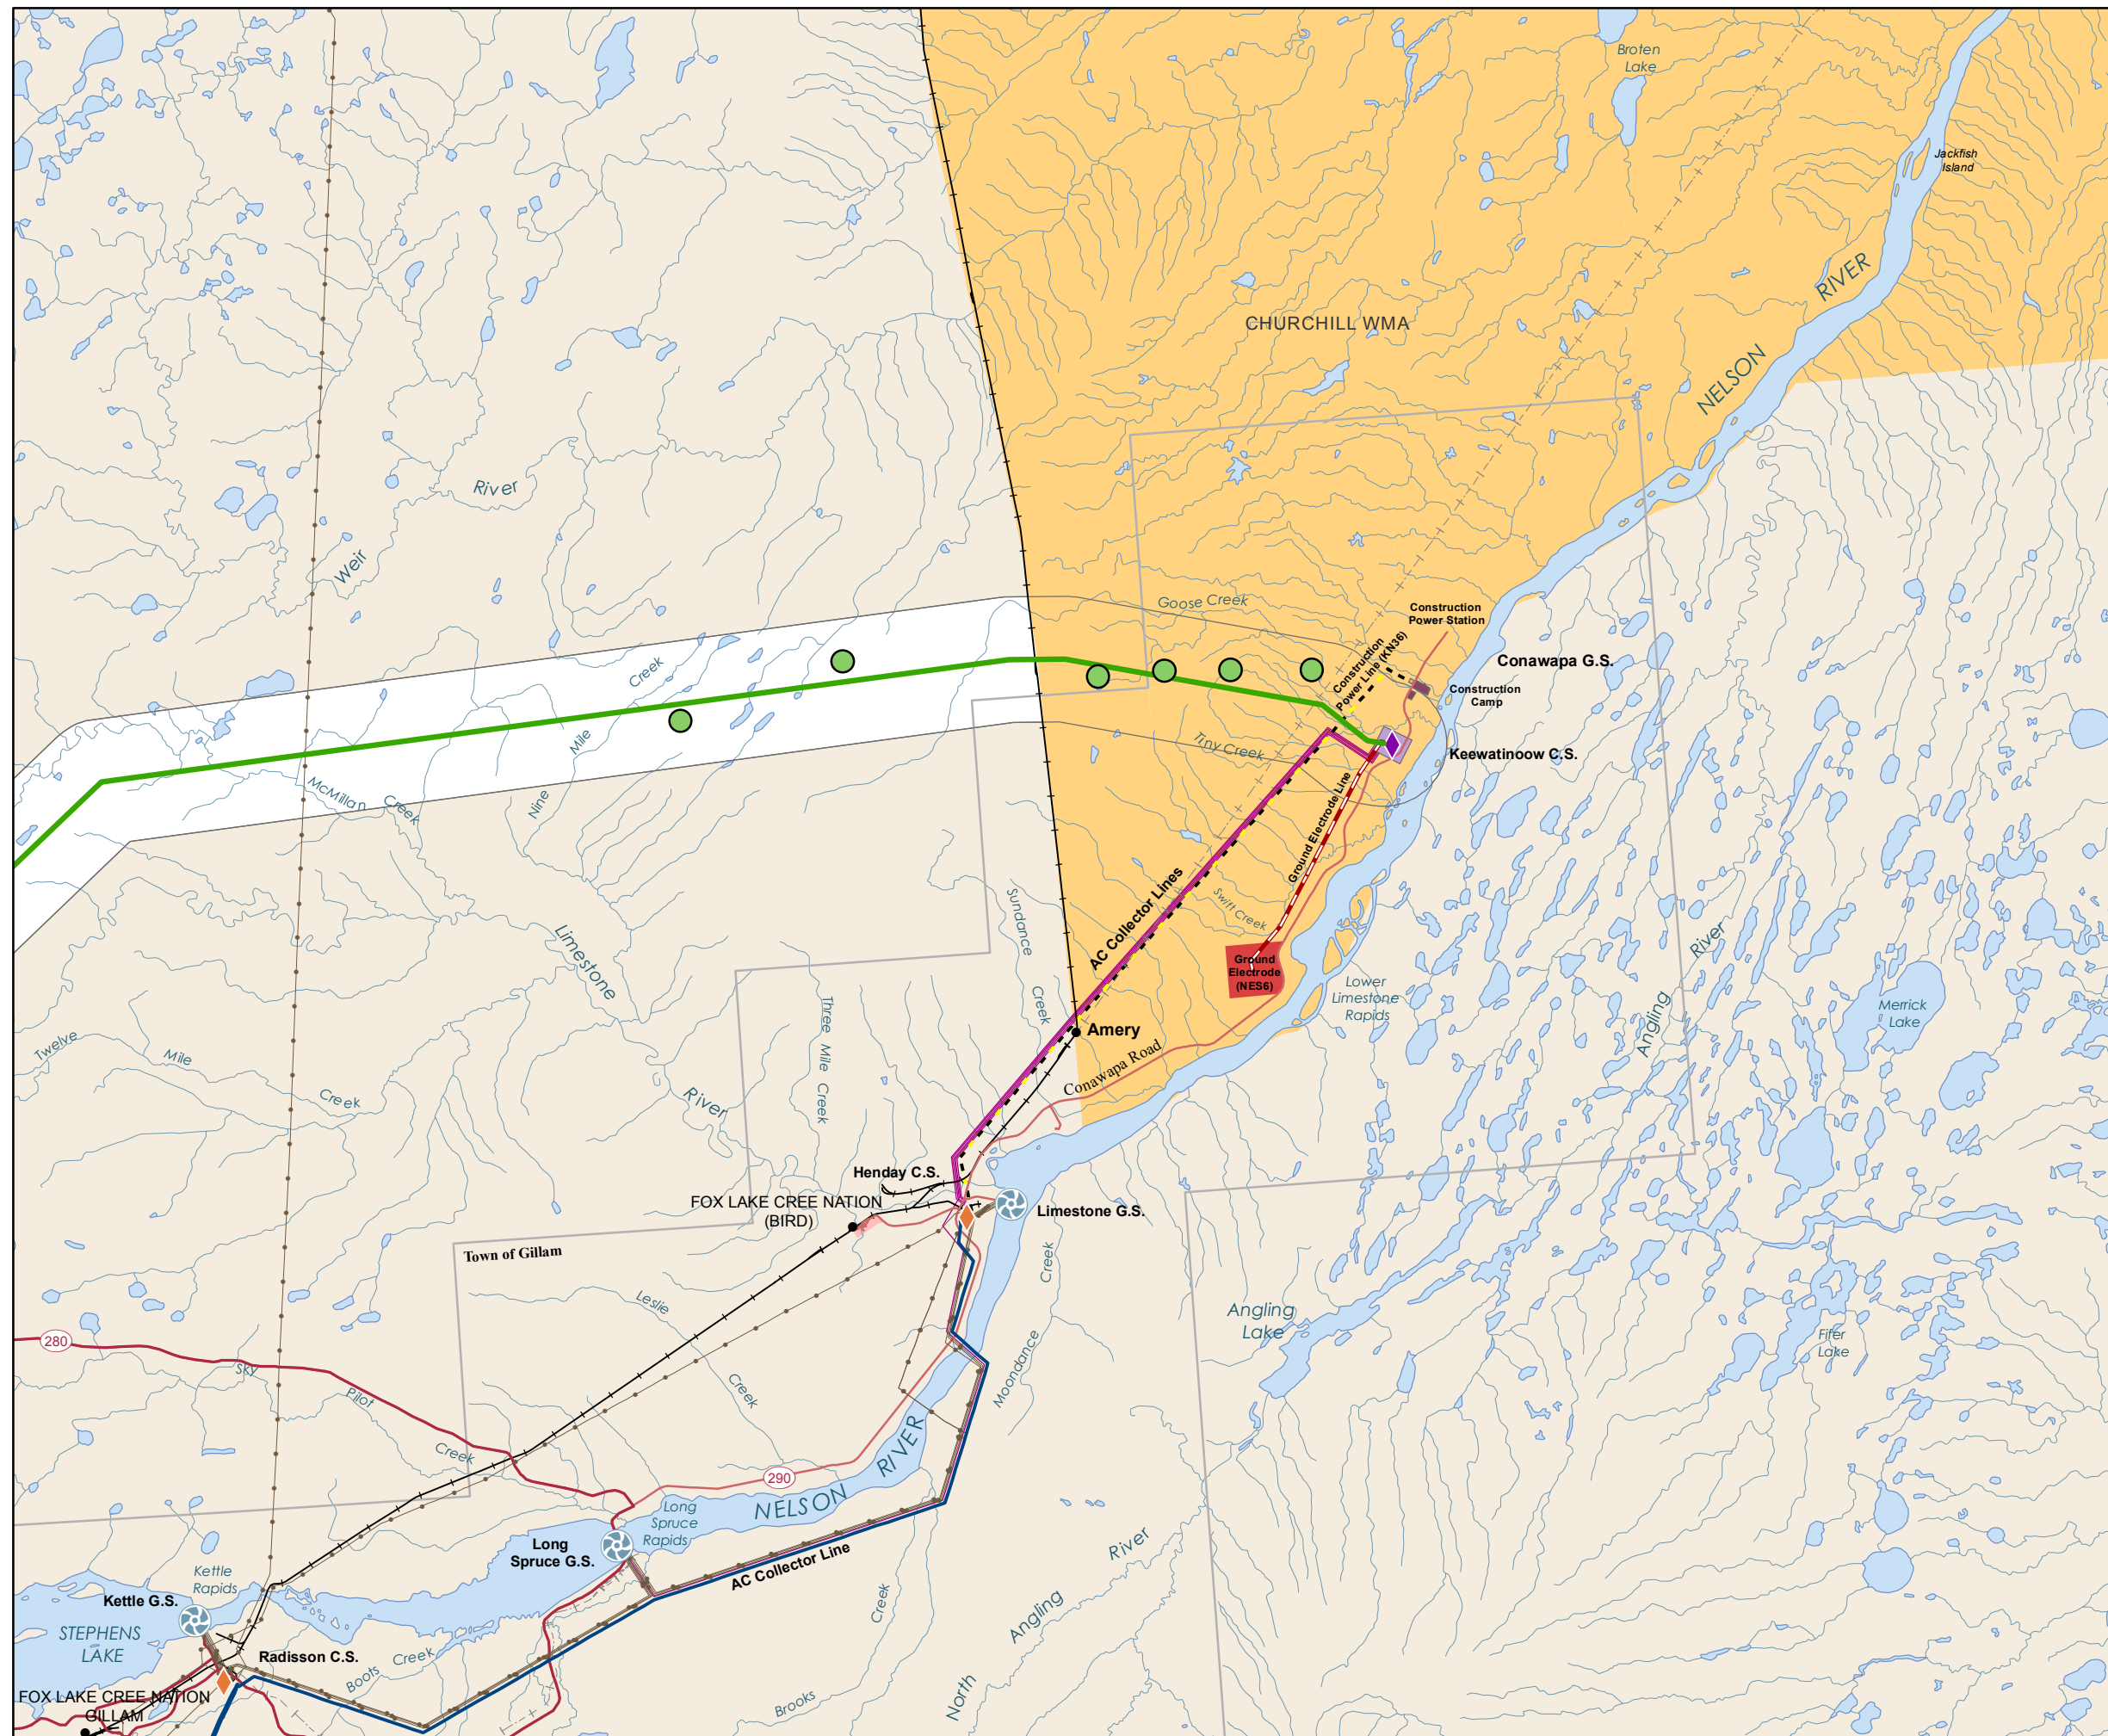 Broten
Lake
Jackfish
Island
RIVER
CHURCHILL WMA
NELSON
River
Weir
Goose Creek
Construction
Power Station
Construction
Power Line (KN36)
Conawapa G.S.
Creek
Construction
Camp
Mile
Tiny Creek
Keewatinoow C.S.
McMillan
Creek
Nine
Ground Electrode Line
AC Collector Lines
Sundance
Swift Creek
Limestone
River
Ground
Electrode
(NES6)
Lower
Limestone
Rapids
Merrick
Lake
Three Mile Creek
Creek
Angling
Amery
Twelve
Mile
Conawapa Road
Creek
River
Henday C.S.
FOX LAKE CREE NATION
(BIRD)
Limestone G.S.
Town of Gillam
Creek
Leslie
Angling
Lake
280
Fifer
Lake
Sky
Pilot
Creek
Moondance
Creek
RIVER
290
NELSON
Long
Spruce
Rapids
Long
Spruce G.S.
River
AC Collector Line
Kettle
Rapids
Kettle G.S.
Creek
Angling
STEPHENS
LAKE
Radisson C.S.
Boots
Creek
FOX LAKE CREE NATION
GILLAM
Brooks
North